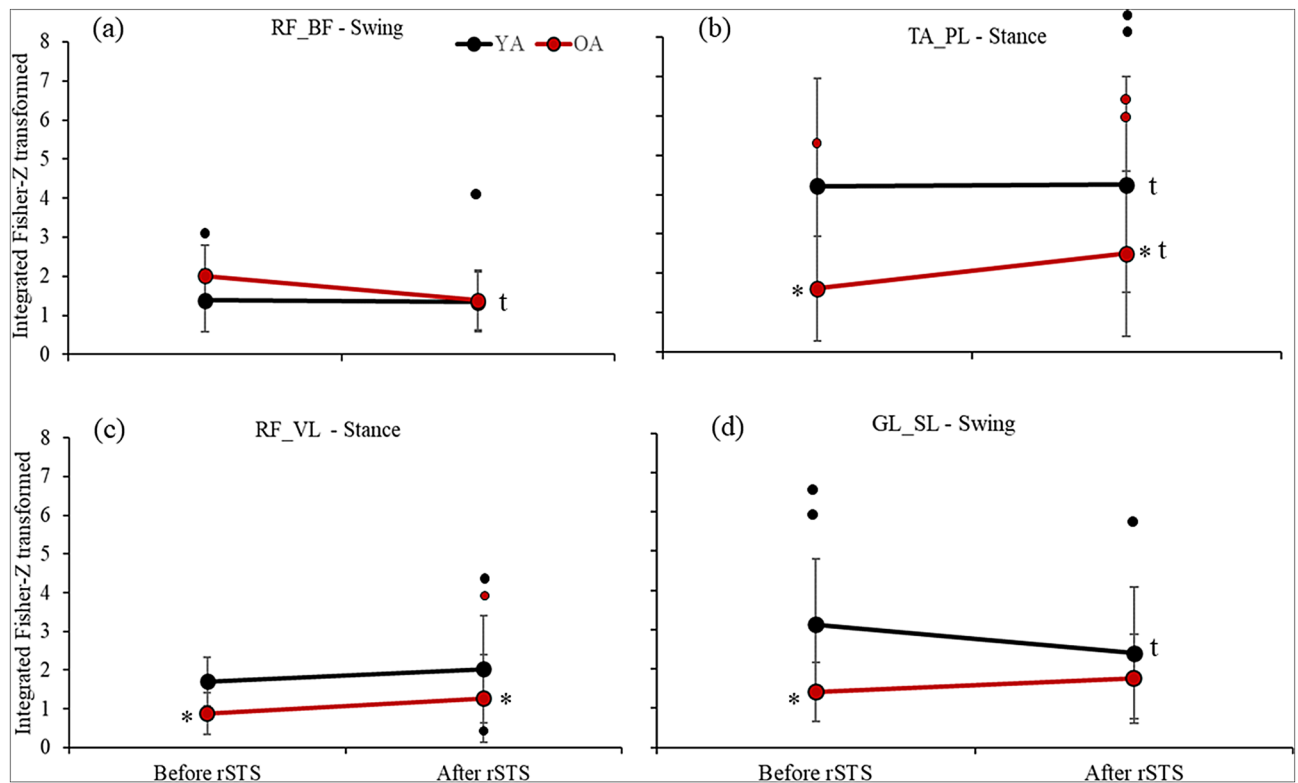 (a)
RF_BF - Swing
YA
OA
Integrated Fisher-Z transformed
8
7
6
5
4
3
2
1
0
t
(b)
TA_PL - Stance
t
* t
*
(c)
RF_VL - Stance
Integrated Fisher-Z transformed
8
7
6
5
4
3
2
1
0
*
*
Before rSTS
After rSTS
(d)
GL_SL - Swing
t
*
Before rSTS
After rSTS